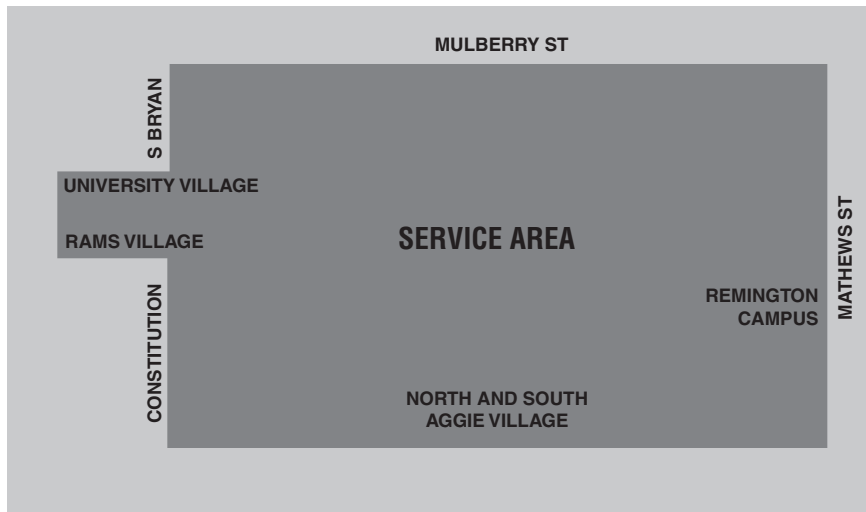 MULBERRY ST
S BRYAN
UNIVERSITY VILLAGE
RAMS VILLAGE
SERVICE AREA
MATHEWS ST
REMINGTON
CAMPUS
CONSTITUTION
NORTH AND SOUTH
AGGIE VILLAGE